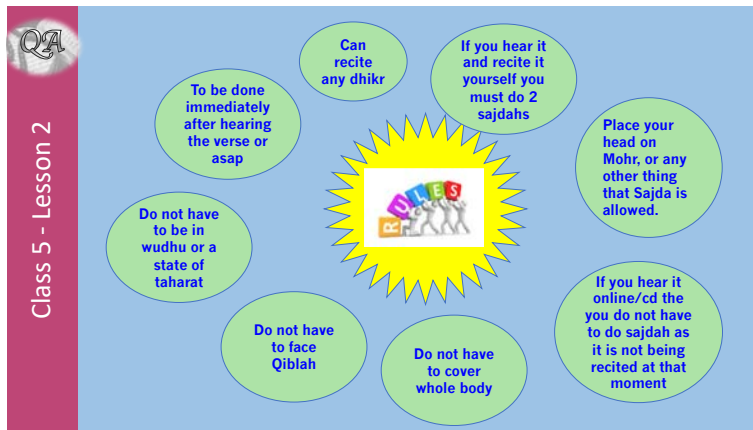 QA
Class 5 - Lesson 2
Can
recite
any dhikr
If you hear it
and recite it
yourself you
must do 2
sajdahs
To be done
immediately
after hearing
the verse or
asap
Place your
head on
Mohr, or any
other thing
that Sajda is
allowed.
RULES
Do not have
to be in
wudhu or a
state of
taharat
If you hear it
online/cd the
you do not have
to do sajdah as
it is not being
recited at that
moment
Do not have
to face
Qiblah
Do not have
to cover
whole body